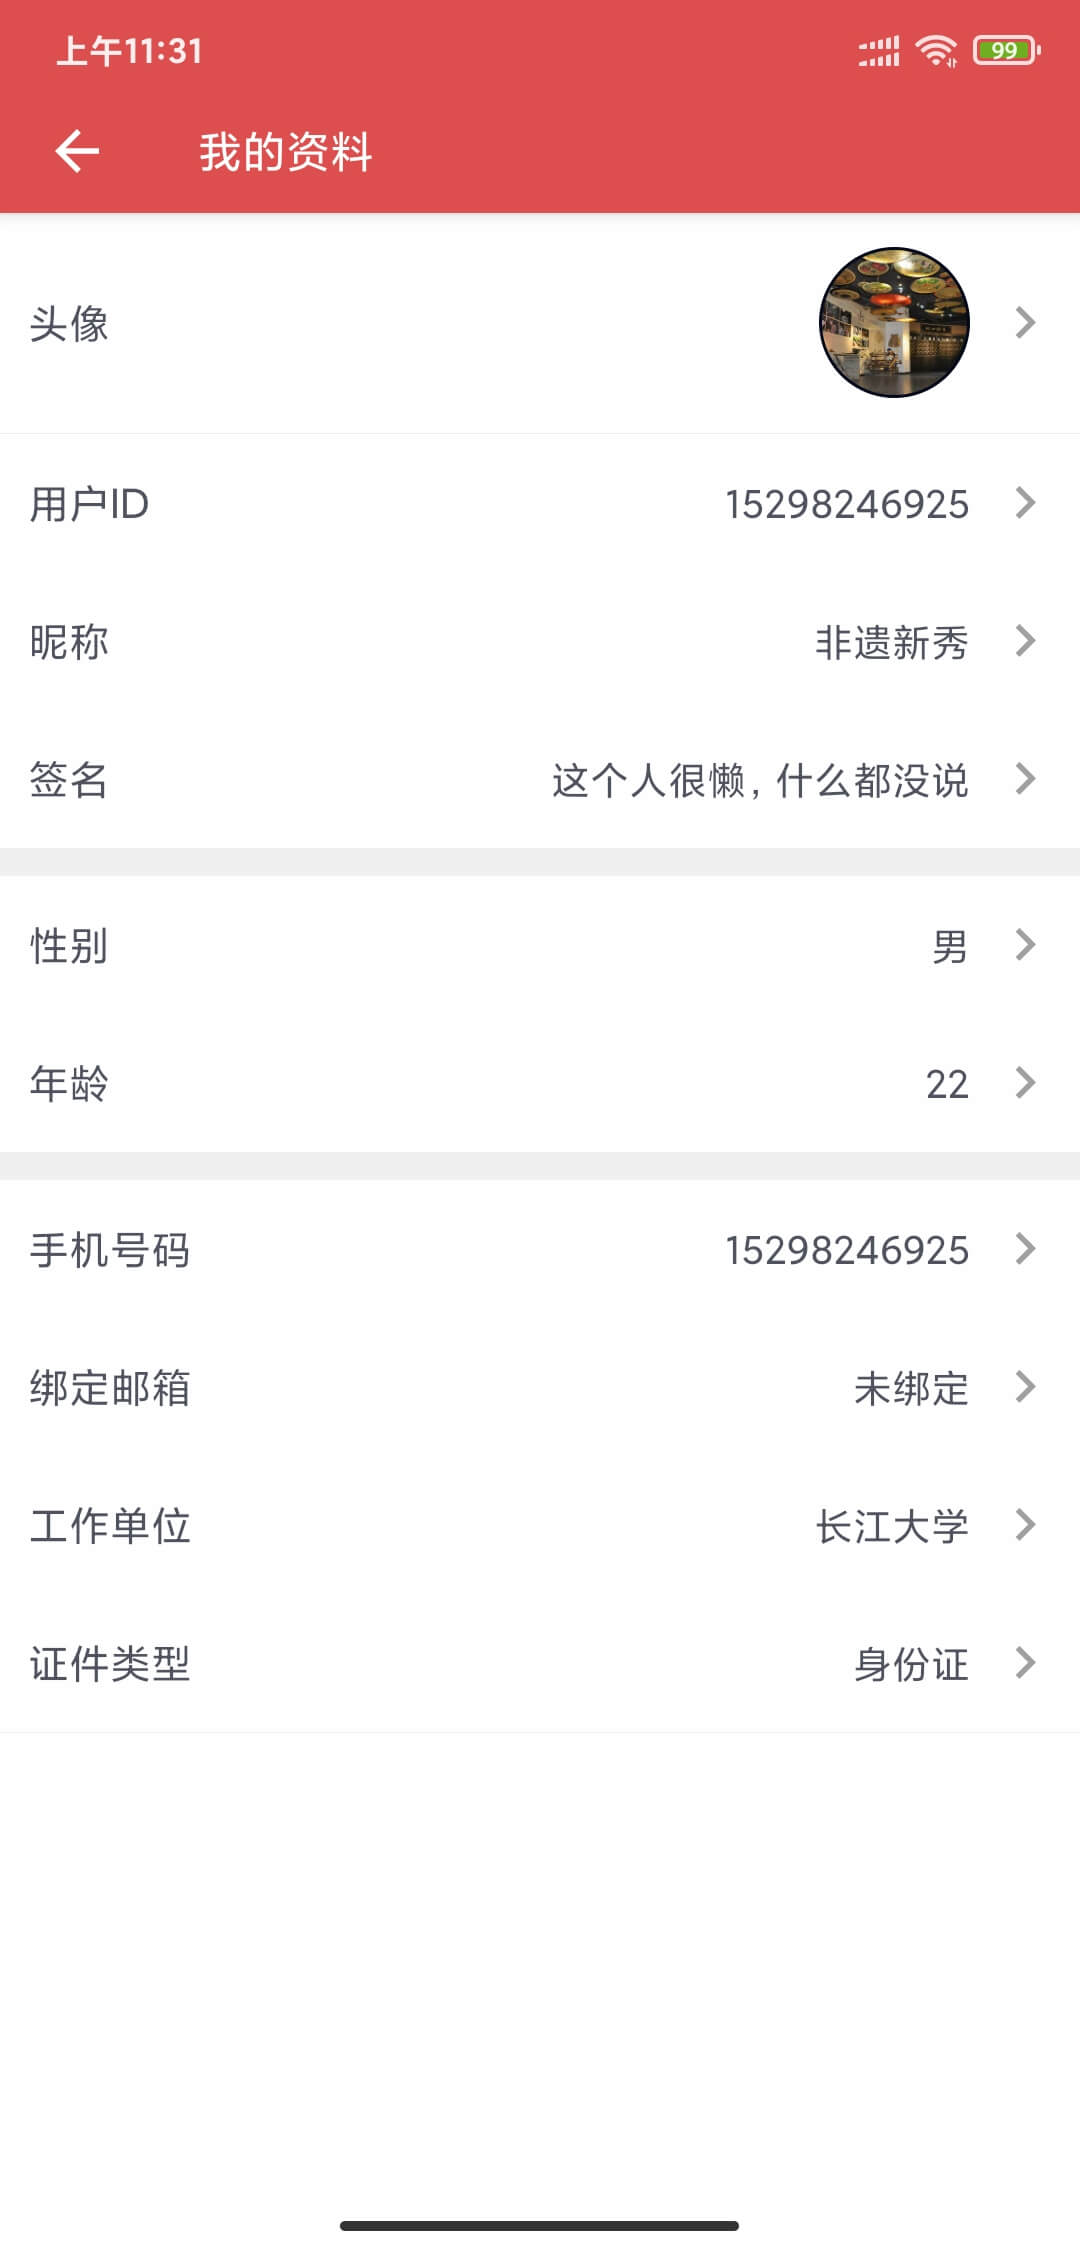 上午11:31
99
我的资料
头像
用户ID 15298246925
昵称 非遗新秀
签名 这个人很懒，什么都没说
性别 男
年龄 22
手机号码 15298246925
绑定邮箱 未绑定
工作单位 长江大学
证件类型 身份证